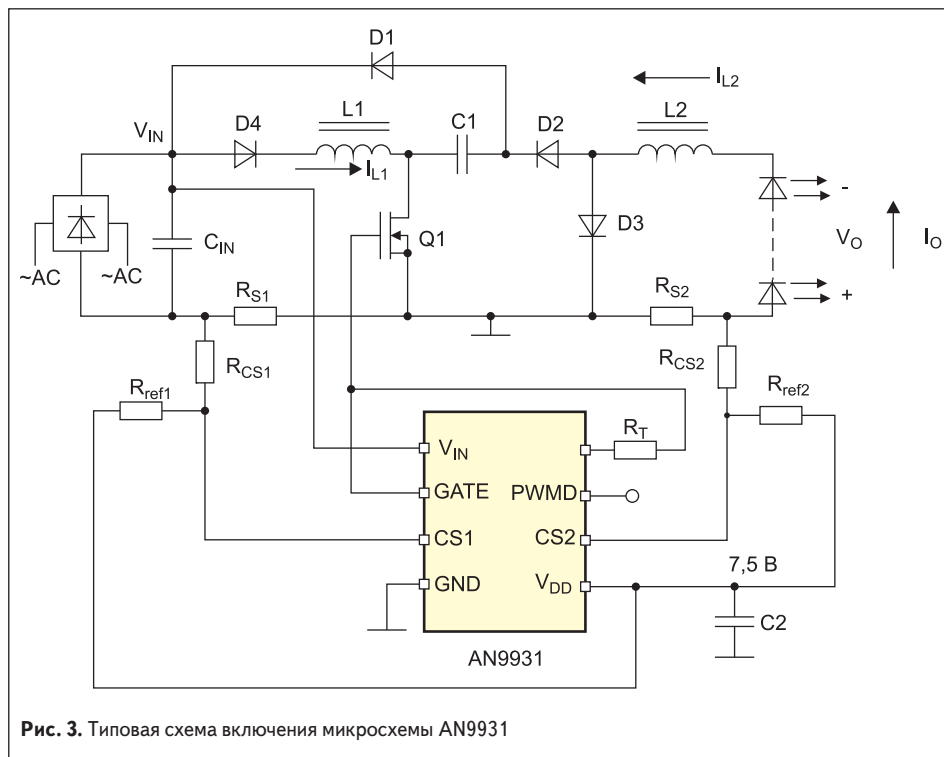 D1
I_L2
V_IN
D4
L1
C1
D2
L2
I_L1
~AC
~AC
C_IN
Q1
D3
-
V_O
I_O
+
R_S1
R_S2
R_CS1
R_CS2
R_ref1
R_ref2
V_IN
R_T
GATE
PWMD
CS1
CS2
GND
V_DD
7,5 В
C2
AN9931
Рис. 3. Типовая схема включения микросхемы AN9931